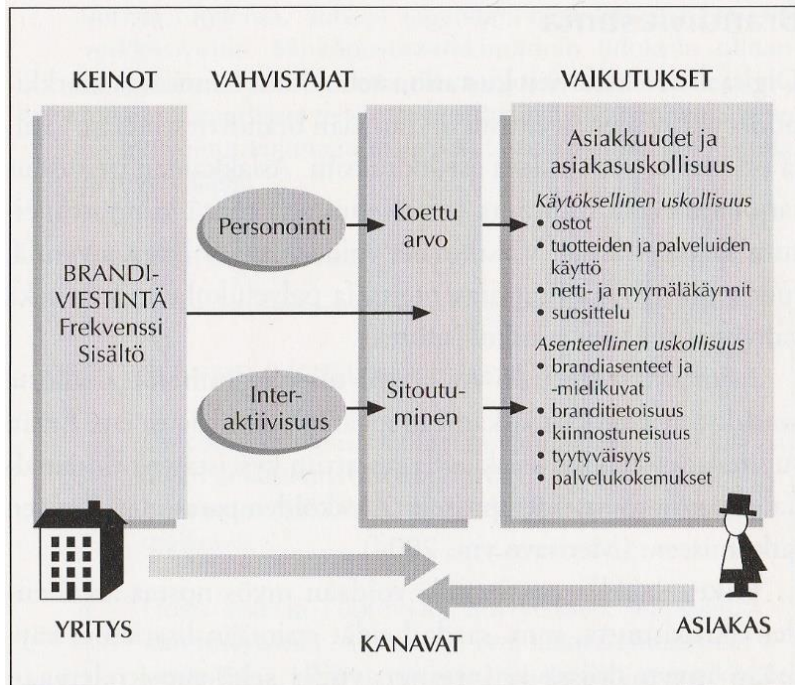 KEINOT
VAHVISTAJAT
VAIKUTUKSET
BRANDI-
VIESTINTÄ
Frekvenssi
Sisältö
Personointi
Inter-
aktiivisuus
Koettu
arvo
Sitoutu-
minen
Asiakkuudet ja
asiakasuskollisuus
Käytöksellinen uskollisuus
• ostot
• tuotteiden ja palveluiden
käyttö
• netti- ja myymäläkäynnit
• suosittelu
Asenteellinen uskollisuus
• brandiasenteet ja
-mielikuvat
• branditietoisuus
• kiinnostuneisuus
• tyytyväisyys
• palvelukokemukset
YRITYS
KANAVAT
ASIAKAS